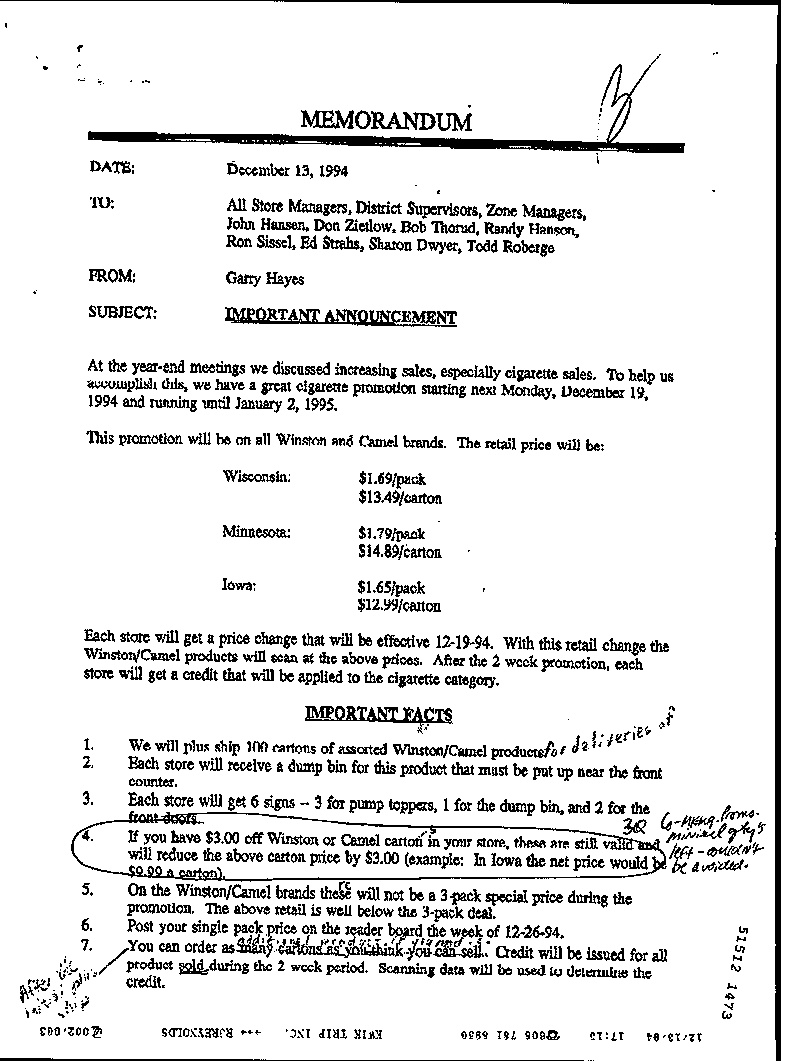 MEMORANDUM
DATE: December 13, 1994
TO: All Store Managers, District Supervisors, Zone Managers,
John Hansen, Don Zietlow, Bob Thorud, Randy Hanson,
Ron Sissel, Ed Strahs, Sharon Dwyer, Todd Roberge
FROM: Garry Hayes
SUBJECT: IMPORTANT ANNOUNCEMENT
At the year-end meetings we discussed increasing sales, especially cigarette sales. To help us
accomplish this, we have a great cigarette promotion starting next Monday, December 19,
1994 and running until January 2, 1995.
This promotion will be on all Winston and Camel brands. The retail price will be:
Wisconsin: $1.69/pack
$13.49/carton
Minnesota: $1.79/pack
$14.89/carton
Iowa: $1.65/pack
$12.99/carton
Each store will get a price change that will be effective 12-19-94. With this retail change the
Winston/Camel products will scan at the above prices. After the 2 week promotion, each
store will get a credit that will be applied to the cigarette category.
IMPORTANT FACTS
1. We will plus ship 100 cartons of assorted Winston/Camel products for deliveries of
2. Each store will receive a dump bin for this product that must be put up near the front
counter.
3. Each store will get 6 signs -- 3 for pump toppers, 1 for the dump bin, and 2 for the
front doors.
4. If you have $3.00 off Winston or Camel carton's in your store, these are still valid and
will reduce the above carton price by $3.00 (example: In Iowa the net price would be
$9.99 a carton).
Co-Mktg. Promo.
left - couldn't
be avoided.
5. On the Winston/Camel brands these will not be a 3-pack special price during the
promotion. The above retail is well below the 3-pack deal.
6. Post your single pack price on the reader board the week of 12-26-94.
7. You can order as many cartons as you think you can sell. Credit will be issued for all
product sold during the 2 week period. Scanning data will be used to determine the
credit.
After the
initial plus
ship
51512 1473
12/13/94 17:15 608 781 8950 KWIK TRIP INC. +++ RJREYNOLDS 002/003